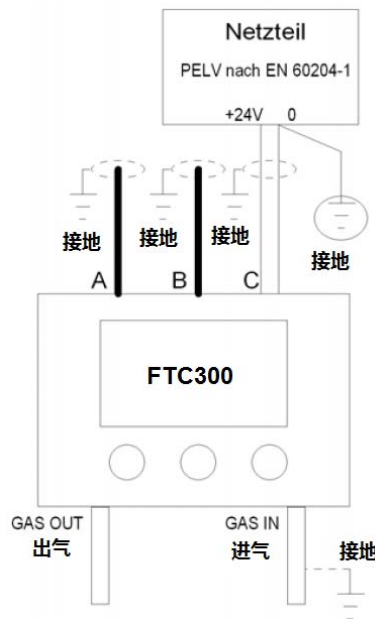 Netzteil
PELV nach EN 60204-1
+24V 0
接地 接地 接地 接地
A B C
FTC300
GAS OUT GAS IN
出气 进气 接地